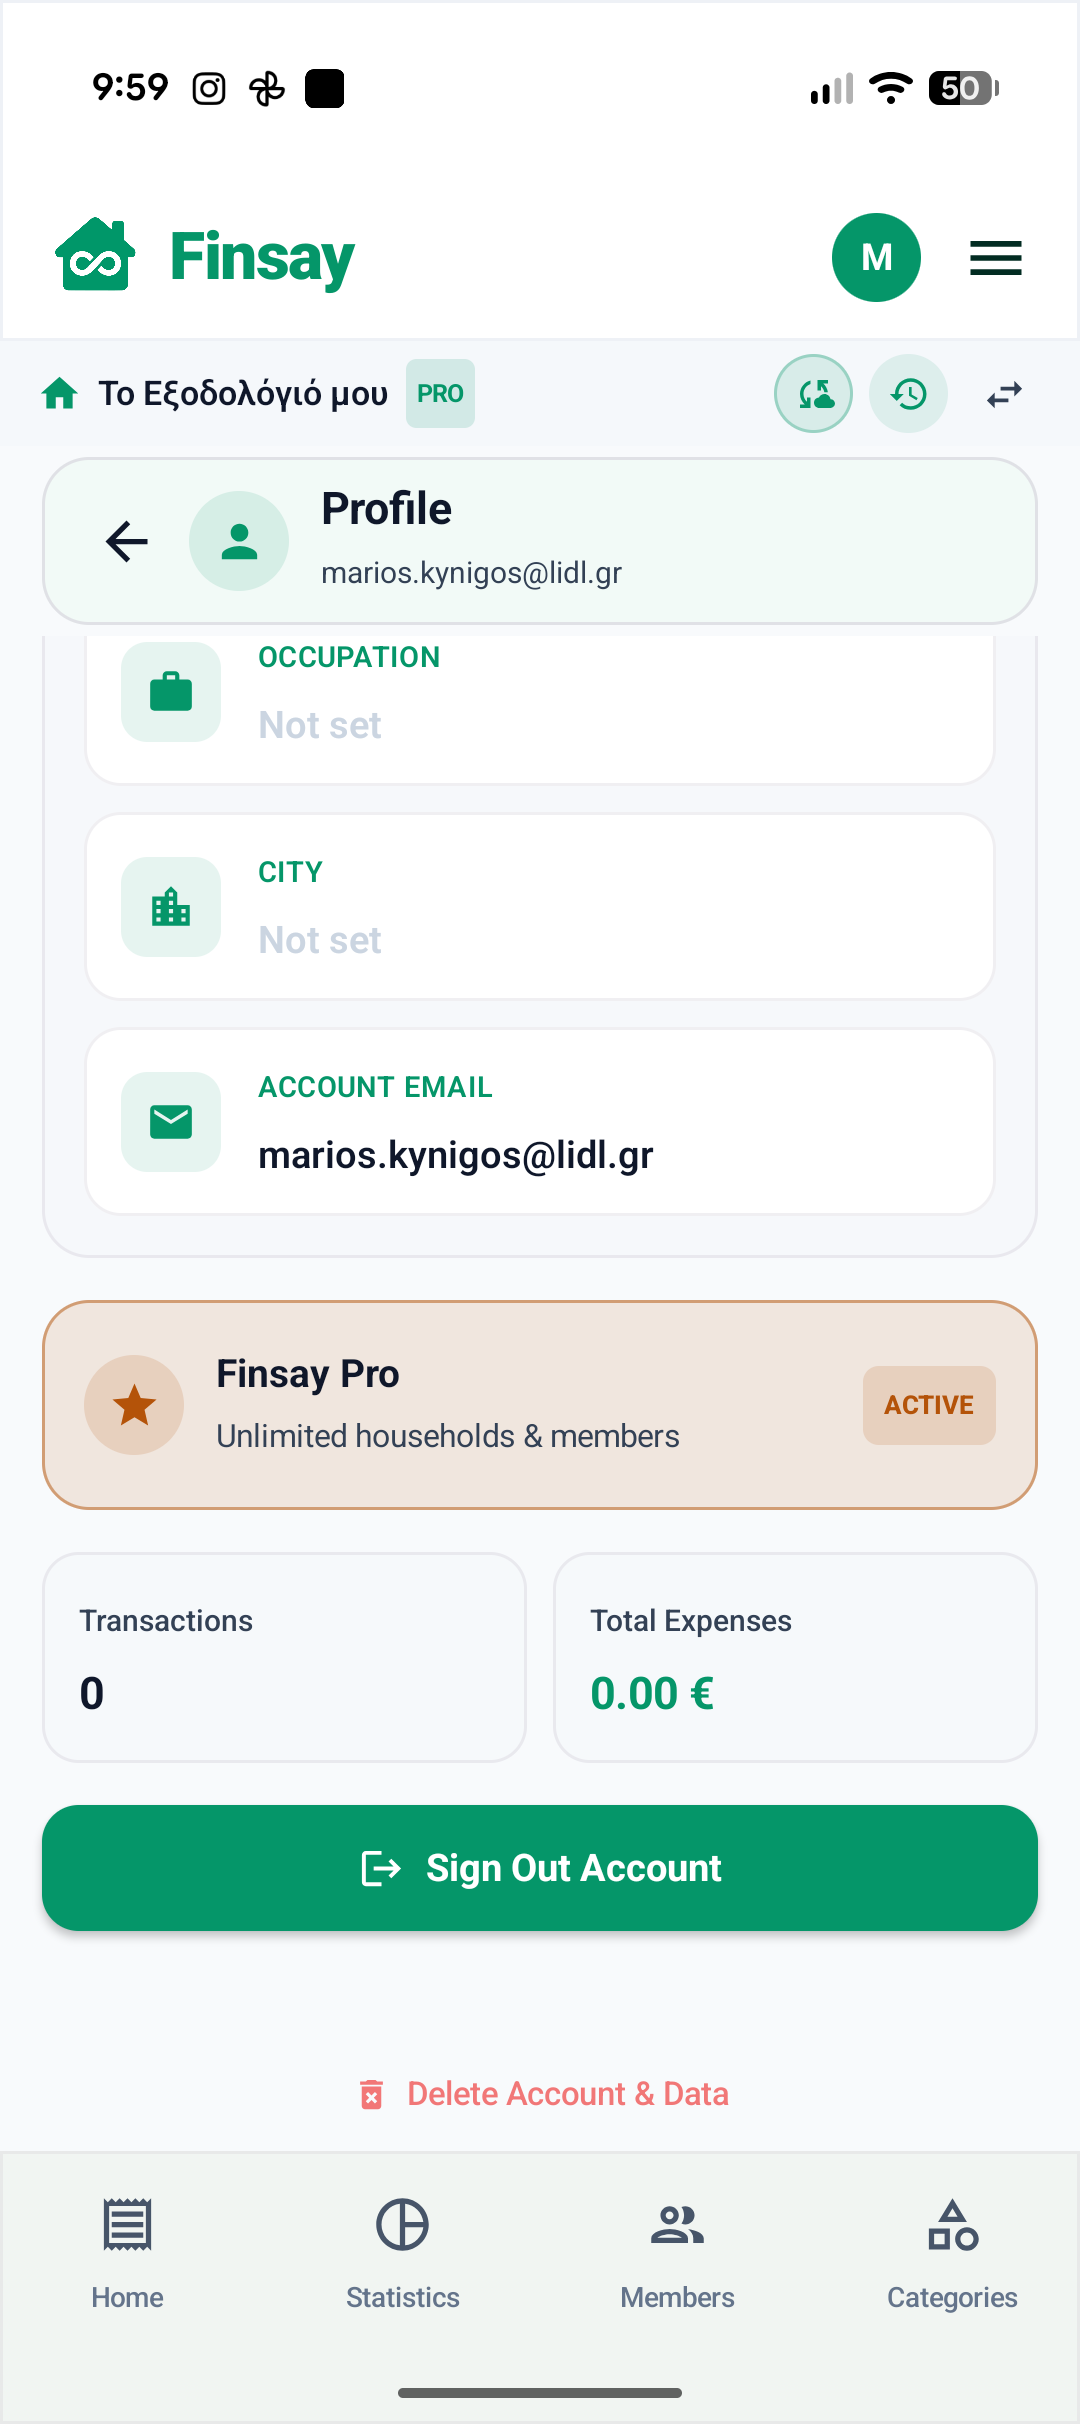 9:59
50
Finsay
M
Το Εξοδολόγιό μου
PRO
Profile
marios.kynigos@lidl.gr
OCCUPATION
Not set
CITY
Not set
ACCOUNT EMAIL
marios.kynigos@lidl.gr
Finsay Pro
Unlimited households & members
ACTIVE
Transactions
0
Total Expenses
0.00 €
Sign Out Account
Delete Account & Data
Home
Statistics
Members
Categories